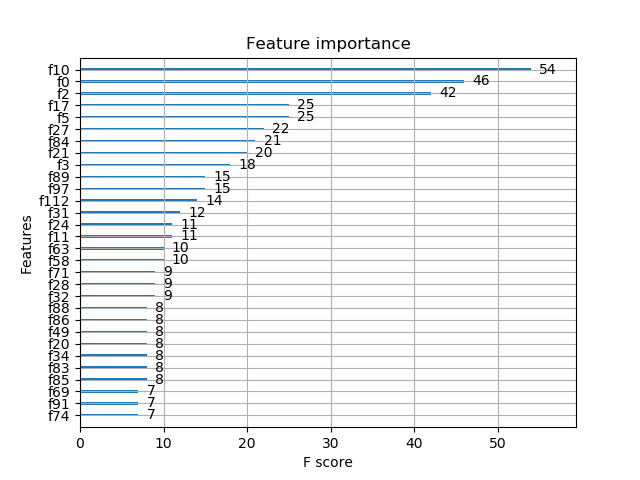 Feature importance
f10 54
f0 46
f2 42
f17 25
f5 25
f27 22
f84 21
f21 20
f3 18
f89 15
f97 15
f112 14
f31 12
f24 11
f11 11
f63 10
f58 10
f71 9
f28 9
f32 9
f88 8
f86 8
f49 8
f20 8
f34 8
f83 8
f85 8
f69 7
f91 7
f74 7
Features
0 10 20 30 40 50
F score